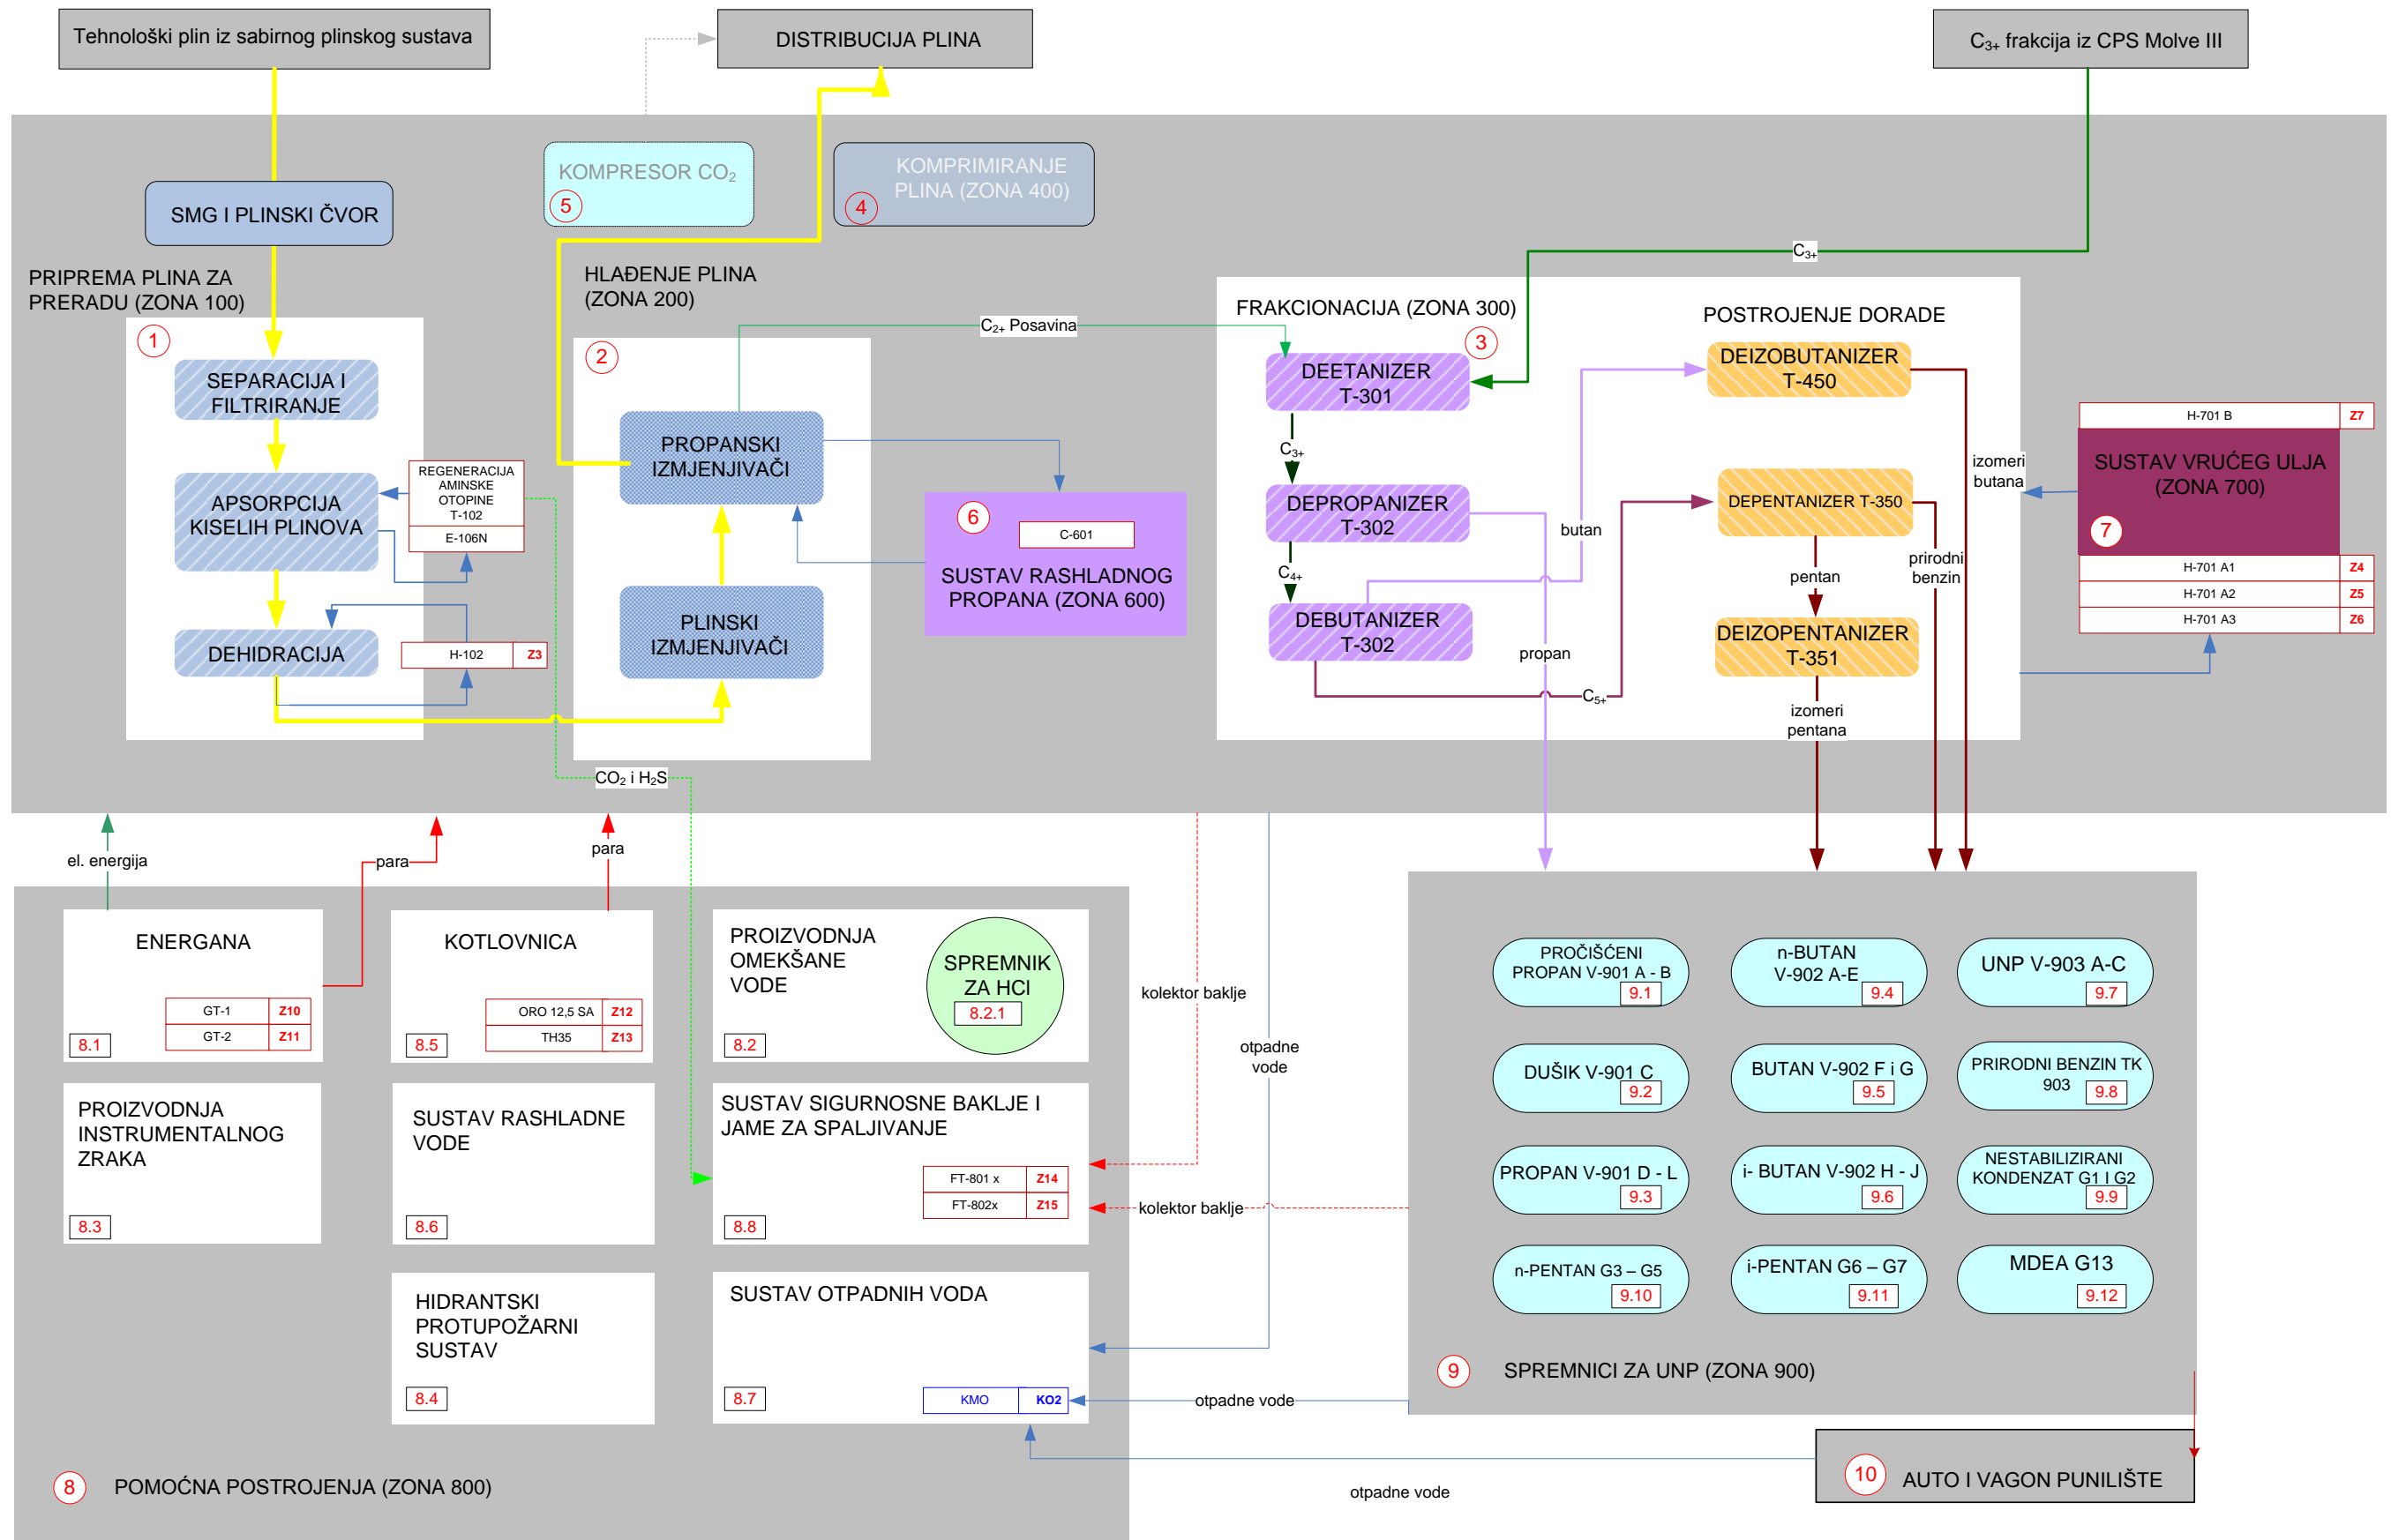 Tehnološki plin iz sabirnog plinskog sustava
DISTRIBUCIJA PLINA
C₃₊ frakcija iz CPS Molve III
SMG I PLINSKI ČVOR
KOMPRESOR CO₂
5
KOMPRIMIRANJE
PLINA (ZONA 400)
4
C₃₊
PRIPREMA PLINA ZA
PRERADU (ZONA 100)
1
SEPARACIJA I
FILTRIRANJE
APSORPCIJA
KISELIH PLINOVA
DEHIDRACIJA
REGENERACIJA
AMINSKE
OTOPINE
T-102
E-106N
H-102
Z3
HLAĐENJE PLINA
(ZONA 200)
2
PROPANSKI
IZMJENJIVAČI
PLINSKI
IZMJENJIVAČI
C₂₊ Posavina
6
C-601
SUSTAV RASHLADNOG
PROPANA (ZONA 600)
CO₂ i H₂S
FRAKCIONACIJA (ZONA 300)
3
DEETANIZER
T-301
C₃₊
DEPROPANIZER
T-302
C₄₊
DEBUTANIZER
T-302
C₅₊
butan
propan
POSTROJENJE DORADE
DEIZOBUTANIZER
T-450
DEPENTANIZER T-350
pentan
DEIZOPENTANIZER
T-351
izomeri
pentana
izomeri
butana
prirodni
benzin
H-701 B
Z7
SUSTAV VRUĆEG ULJA
(ZONA 700)
7
H-701 A1
Z4
H-701 A2
Z5
H-701 A3
Z6
el. energija
para
para
ENERGANA
GT-1
Z10
GT-2
Z11
8.1
KOTLOVNICA
ORO 12,5 SA
Z12
TH35
Z13
8.5
PROIZVODNJA
OMEKŠANE
VODE
8.2
SPREMNIK
ZA HCl
8.2.1
PROIZVODNJA
INSTRUMENTALNOG
ZRAKA
8.3
SUSTAV RASHLADNE
VODE
8.6
SUSTAV SIGURNOSNE BAKLJE I
JAME ZA SPALJIVANJE
FT-801 x
Z14
FT-802x
Z15
8.8
HIDRANTSKI
PROTUPOŽARNI
SUSTAV
8.4
SUSTAV OTPADNIH VODA
KMO
KO2
8.7
8
POMOĆNA POSTROJENJA (ZONA 800)
kolektor baklje
otpadne
vode
kolektor baklje
otpadne vode
otpadne vode
PROČIŠĆENI
PROPAN V-901 A - B
9.1
n-BUTAN
V-902 A-E
9.4
UNP V-903 A-C
9.7
DUŠIK V-901 C
9.2
BUTAN V-902 F i G
9.5
PRIRODNI BENZIN TK
903
9.8
PROPAN V-901 D - L
9.3
i- BUTAN V-902 H - J
9.6
NESTABILIZIRANI
KONDENZAT G1 I G2
9.9
n-PENTAN G3 – G5
9.10
i-PENTAN G6 – G7
9.11
MDEA G13
9.12
9
SPREMNICI ZA UNP (ZONA 900)
10
AUTO I VAGON PUNILIŠTE